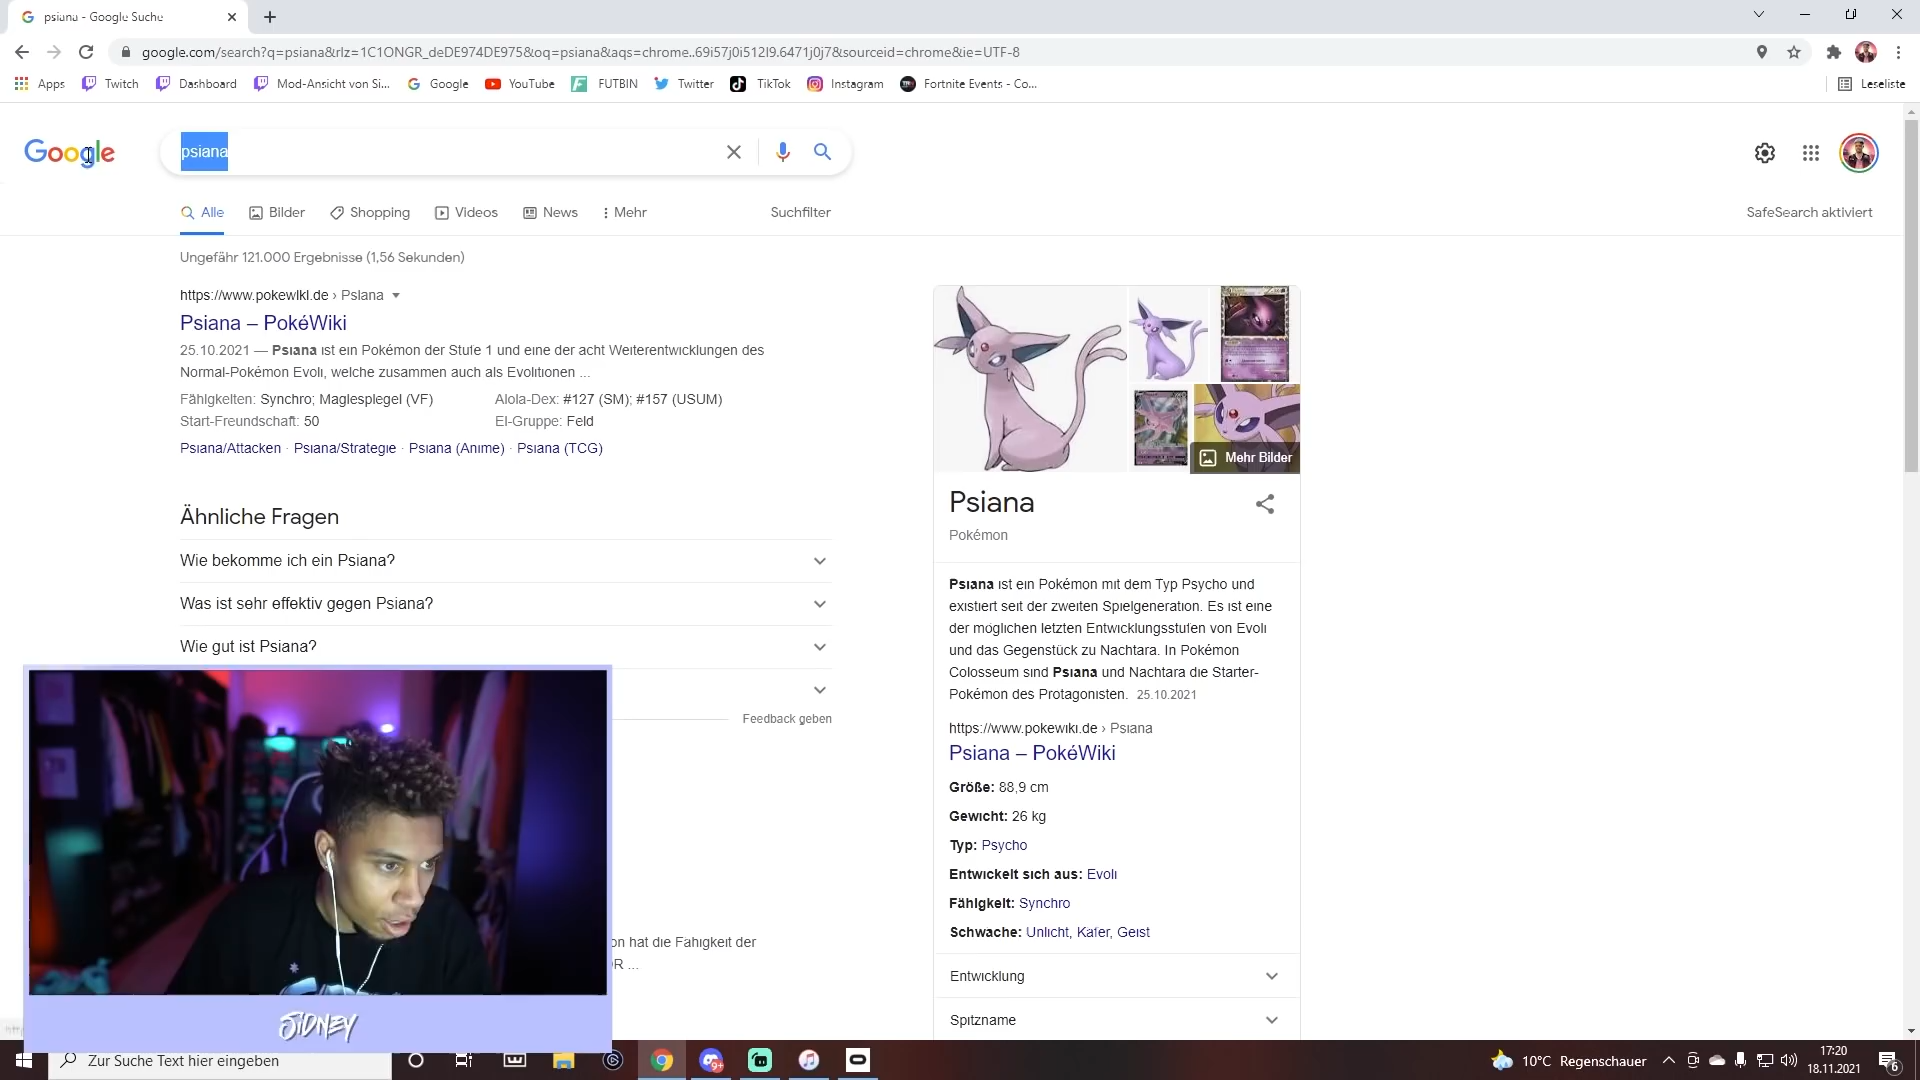 psiana - Google Suche
google.com/search?q=psiana&rlz=1C1ONGR_deDE974DE975&oq=psiana&aqs=chrome..69i57j0i512l9.6471j0j7&sourceid=chrome&ie=UTF-8
Apps Twitch Dashboard Mod-Ansicht von Si... Google YouTube FUTBIN Twitter TikTok Instagram Fortnite Events - Co... Leseliste
Google psiana
Alle Bilder Shopping Videos News Mehr Suchfilter SafeSearch aktiviert
Ungefähr 121.000 Ergebnisse (1,56 Sekunden)
https://www.pokewiki.de › Psiana
Psiana – PokéWiki
25.10.2021 — Psiana ist ein Pokémon der Stufe 1 und eine der acht Weiterentwicklungen des
Normal-Pokémon Evoli, welche zusammen auch als Evolitionen ...
Fähigkeiten: Synchro; Magiespiegel (VF) Alola-Dex: #127 (SM); #157 (USUM)
Start-Freundschaft: 50 Ei-Gruppe: Feld
Psiana/Attacken · Psiana/Strategie · Psiana (Anime) · Psiana (TCG)
Ähnliche Fragen
Wie bekomme ich ein Psiana?
Was ist sehr effektiv gegen Psiana?
Wie gut ist Psiana?
Feedback geben
on hat die Fähigkeit der
R ...
SIDNEY
Mehr Bilder
Psiana
Pokémon
Psiana ist ein Pokémon mit dem Typ Psycho und
existiert seit der zweiten Spielgeneration. Es ist eine
der möglichen letzten Entwicklungsstufen von Evoli
und das Gegenstück zu Nachtara. In Pokémon
Colosseum sind Psiana und Nachtara die Starter-
Pokémon des Protagonisten. 25.10.2021
https://www.pokewiki.de › Psiana
Psiana – PokéWiki
Größe: 88,9 cm
Gewicht: 26 kg
Typ: Psycho
Entwickelt sich aus: Evoli
Fähigkeit: Synchro
Schwäche: Unlicht, Käfer, Geist
Entwicklung
Spitzname
Zur Suche Text hier eingeben
9+
10°C Regenschauer
17:20
18.11.2021
6